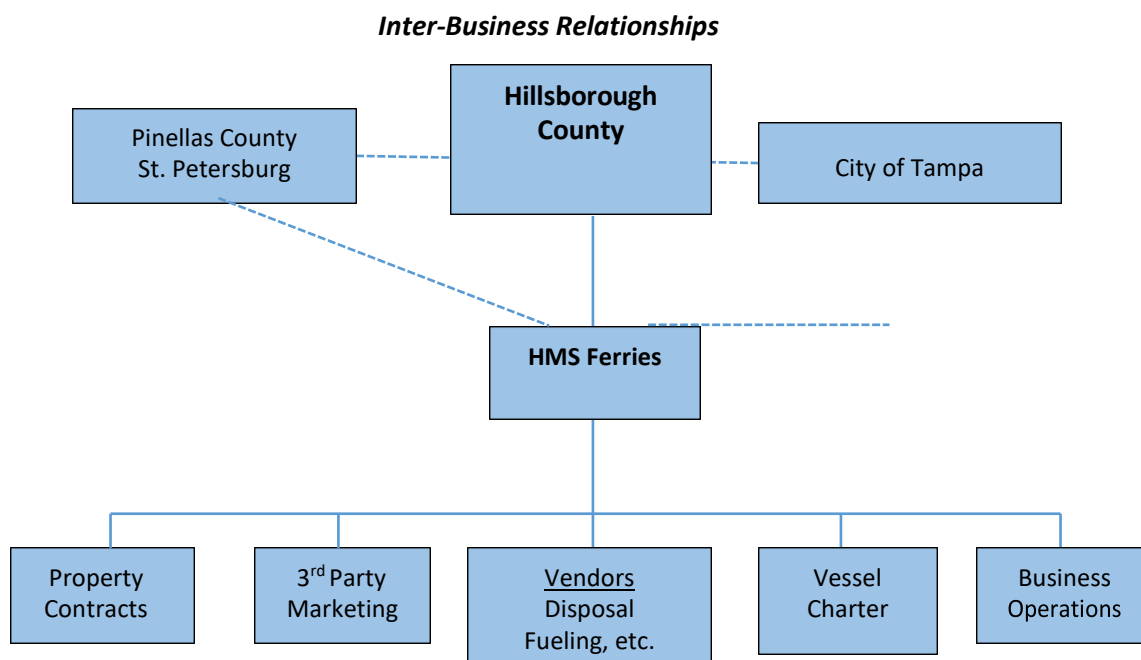 Inter-Business Relationships
Hillsborough
County
Pinellas County
St. Petersburg
City of Tampa
HMS Ferries
Property
Contracts
3rd Party
Marketing
Vendors
Disposal
Fueling, etc.
Vessel
Charter
Business
Operations